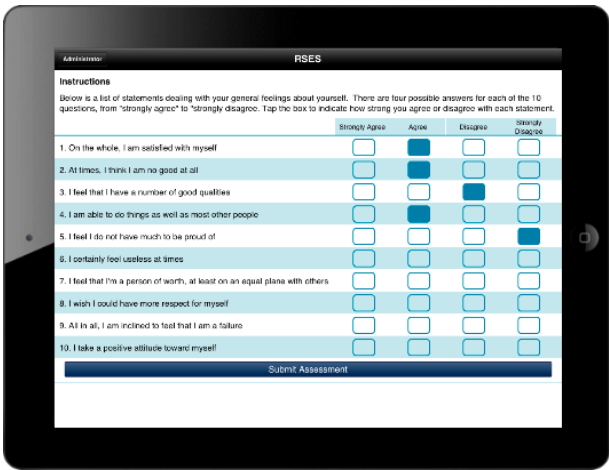 Administrator
RSES
Instructions
Below is a list of statements dealing with your general feelings about yourself. There are four possible answers for each of the 10
questions, from "strongly agree" to "strongly disagree. Tap the box to indicate how strong you agree or disagree with each statement.
Strongly Agree Agree Disagree Strongly Disagree
1. On the whole, I am satisfied with myself
2. At times, I think I am no good at all
3. I feel that I have a number of good qualities
4. I am able to do things as well as most other people
5. I feel I do not have much to be proud of
6. I certainly feel useless at times
7. I feel that I'm a person of worth, at least on an equal plane with others
8. I wish I could have more respect for myself
9. All in all, I am inclined to feel that I am a failure
10. I take a positive attitude toward myself
Submit Assessment